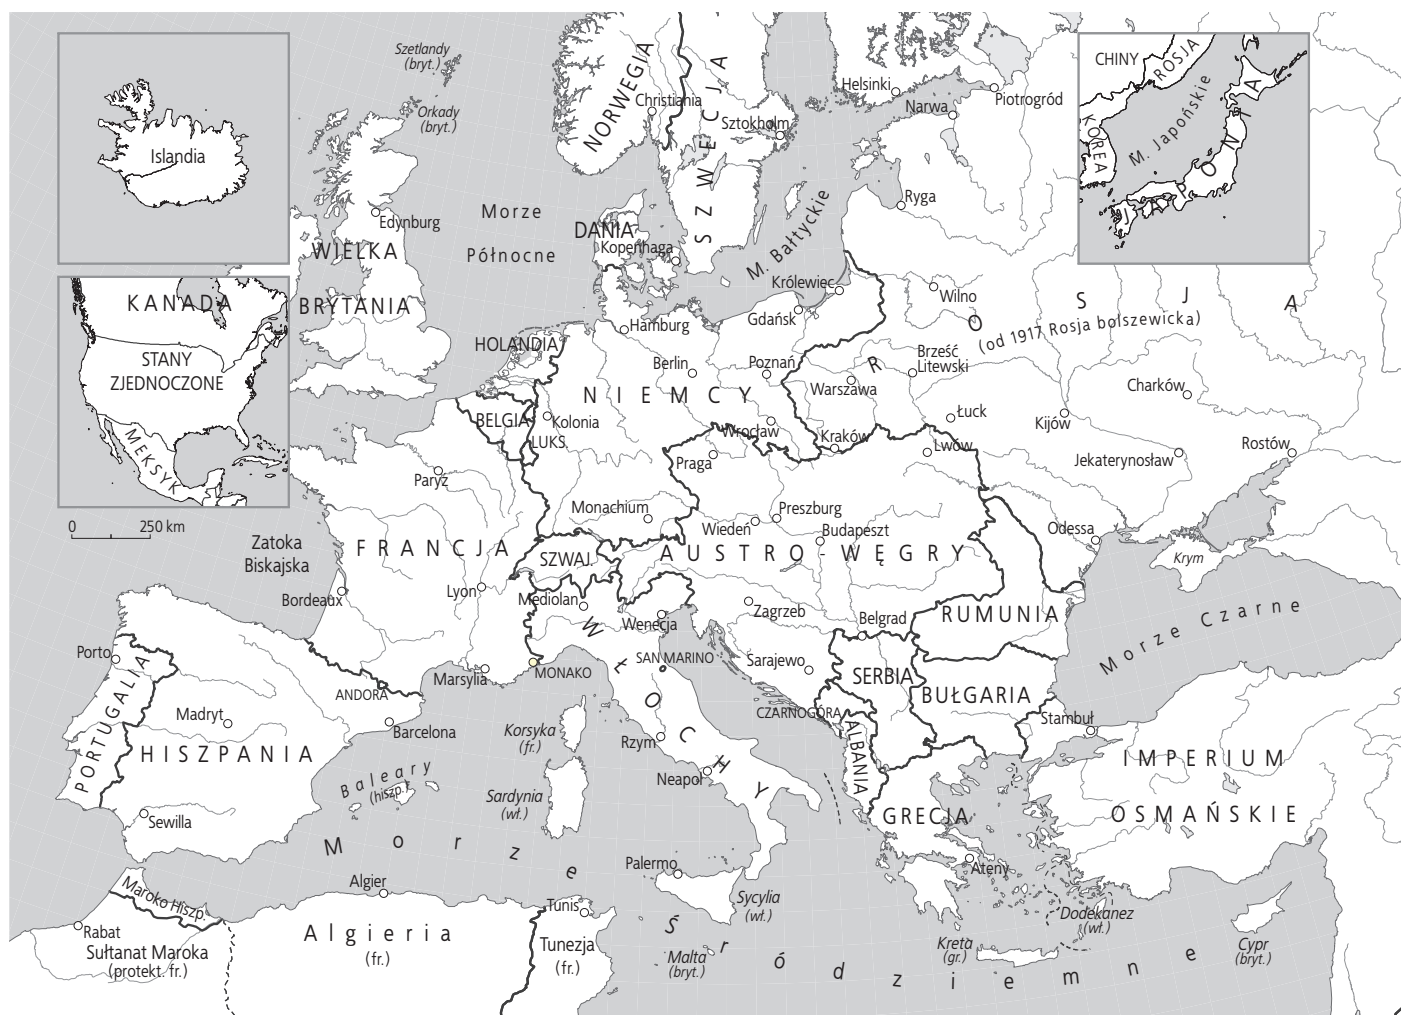 Islandia
KANADA
STANY
ZJEDNOCZONE
MEKSYK
0 250 km
CHINY
ROSJA
KOREA
M. Japońskie
JAPONIA
Szetlandy
(bryt.)
Orkady
(bryt.)
NORWEGIA
Christiania
SZWECJA
Sztokholm
Helsinki
Narwa
Piotrogród
Ryga
Edynburg
WIELKA
BRYTANIA
Morze
Północne
DANIA
Kopenhaga
M. Bałtyckie
Królewiec
Gdańsk
Wilno
ROSJA
(od 1917 Rosja bolszewicka)
HOLANDIA
Hamburg
Berlin
Poznań
NIEMCY
Warszawa
Brześć
Litewski
Charków
BELGIA
Kolonia
LUKS.
Wrocław
Kraków
Łuck
Lwów
Kijów
Jekaterynosław
Rostów
Paryż
Praga
Monachium
Wiedeń
Preszburg
Budapeszt
Odessa
Krym
Zatoka
Biskajska
FRANCJA
SZWAJ.
AUSTRO-WĘGRY
Bordeaux
Lyon
Mediolan
Wenecja
Zagrzeb
Belgrad
RUMUNIA
Morze Czarne
Porto
PORTUGALIA
Marsylia
MONAKO
SAN MARINO
WŁOCHY
Sarajewo
SERBIA
BUŁGARIA
ANDORA
Madryt
Barcelona
HISZPANIA
Korsyka
(fr.)
Rzym
CZARNOGÓRA
ALBANIA
Stambuł
IMPERIUM
OSMAŃSKIE
Baleary
(hiszp.)
Sardynia
(wł.)
Neapol
GRECJA
Sewilla
Morze
Śródziemne
Palermo
Sycylia
(wł.)
Ateny
Maroko Hiszp.
Algier
Tunis
Dodekanez
(wł.)
Rabat
Sułtanat Maroka
(protekt. fr.)
Algieria
(fr.)
Tunezja
(fr.)
Malta
(bryt.)
Kreta
(gr.)
Cypr
(bryt.)